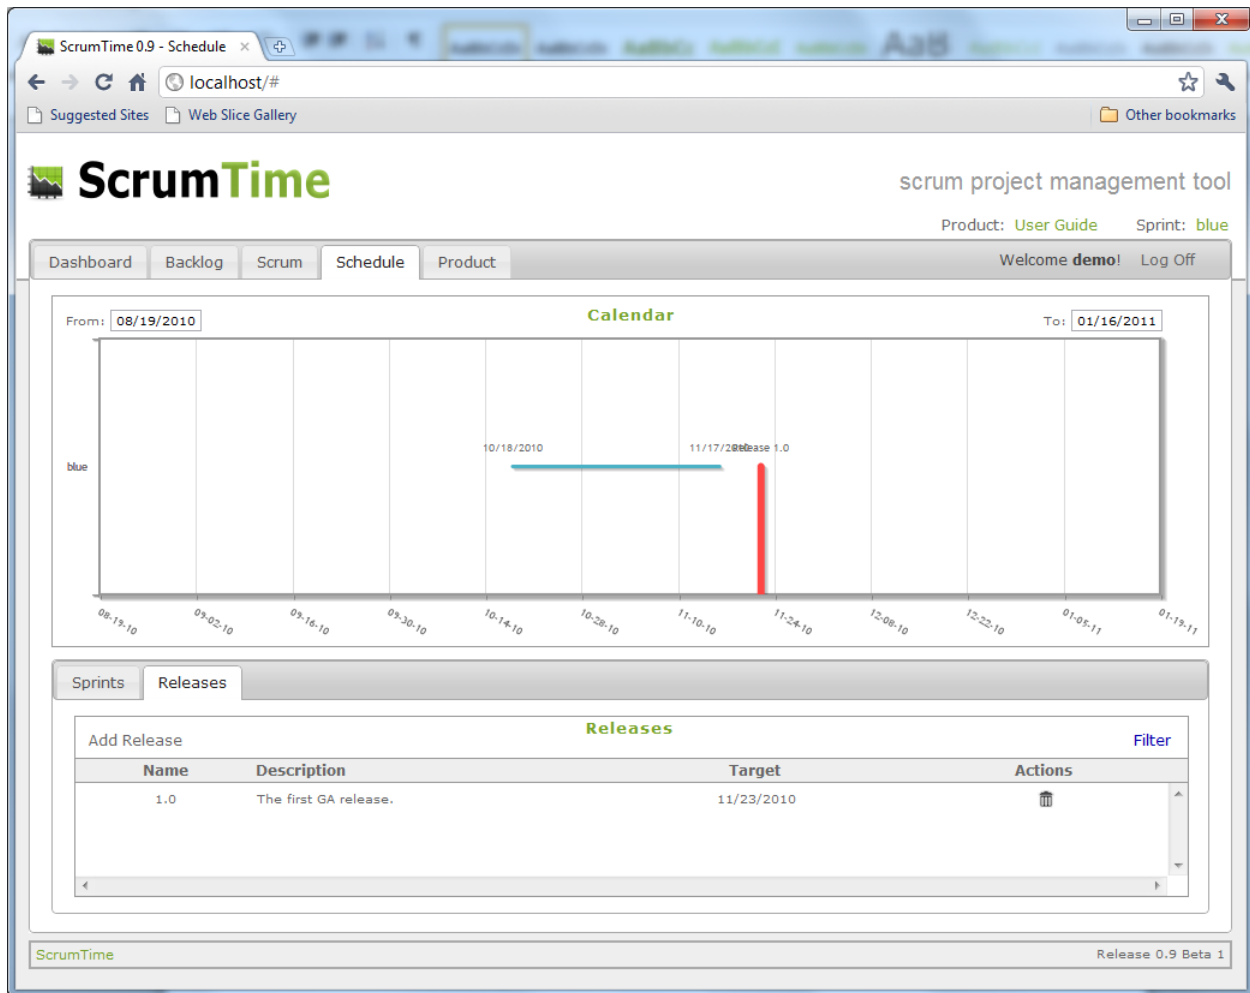 ScrumTime 0.9 - Schedule
localhost/#
Suggested Sites Web Slice Gallery Other bookmarks
ScrumTime
scrum project management tool
Product: User Guide Sprint: blue
Dashboard Backlog Scrum Schedule Product Welcome demo! Log Off
From: 08/19/2010 Calendar To: 01/16/2011
10/18/2010 11/17/2010 Release 1.0
blue
08-19-10 09-02-10 09-16-10 09-30-10 10-14-10 10-28-10 11-10-10 11-24-10 12-08-10 12-22-10 01-05-11 01-19-11
Sprints Releases
Releases
Add Release Filter
Name Description Target Actions
1.0 The first GA release. 11/23/2010
ScrumTime Release 0.9 Beta 1